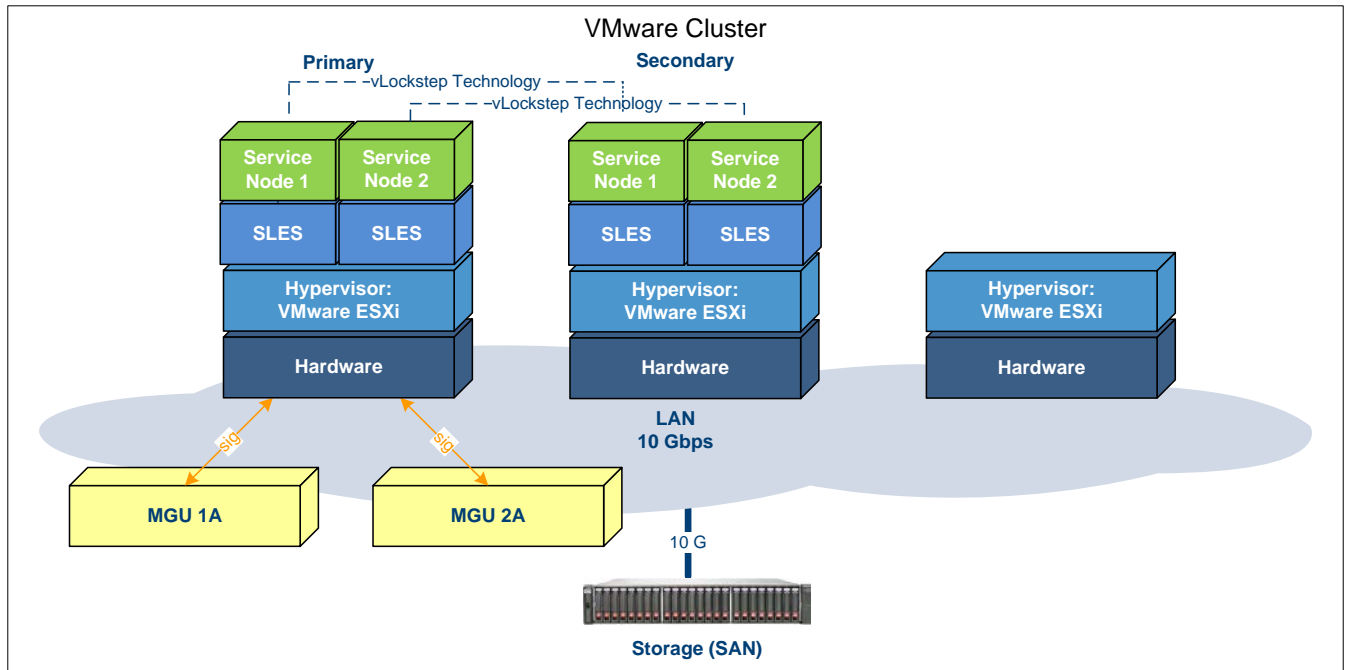 VMware Cluster
Primary
Secondary
vLockstep Technology
vLockstep Technology
Service
Node 1
Service
Node 2
Service
Node 1
Service
Node 2
SLES
SLES
SLES
SLES
Hypervisor:
VMware ESXi
Hypervisor:
VMware ESXi
Hypervisor:
VMware ESXi
Hardware
Hardware
Hardware
LAN
10 Gbps
sig
sig
MGU 1A
MGU 2A
10 G
Storage (SAN)